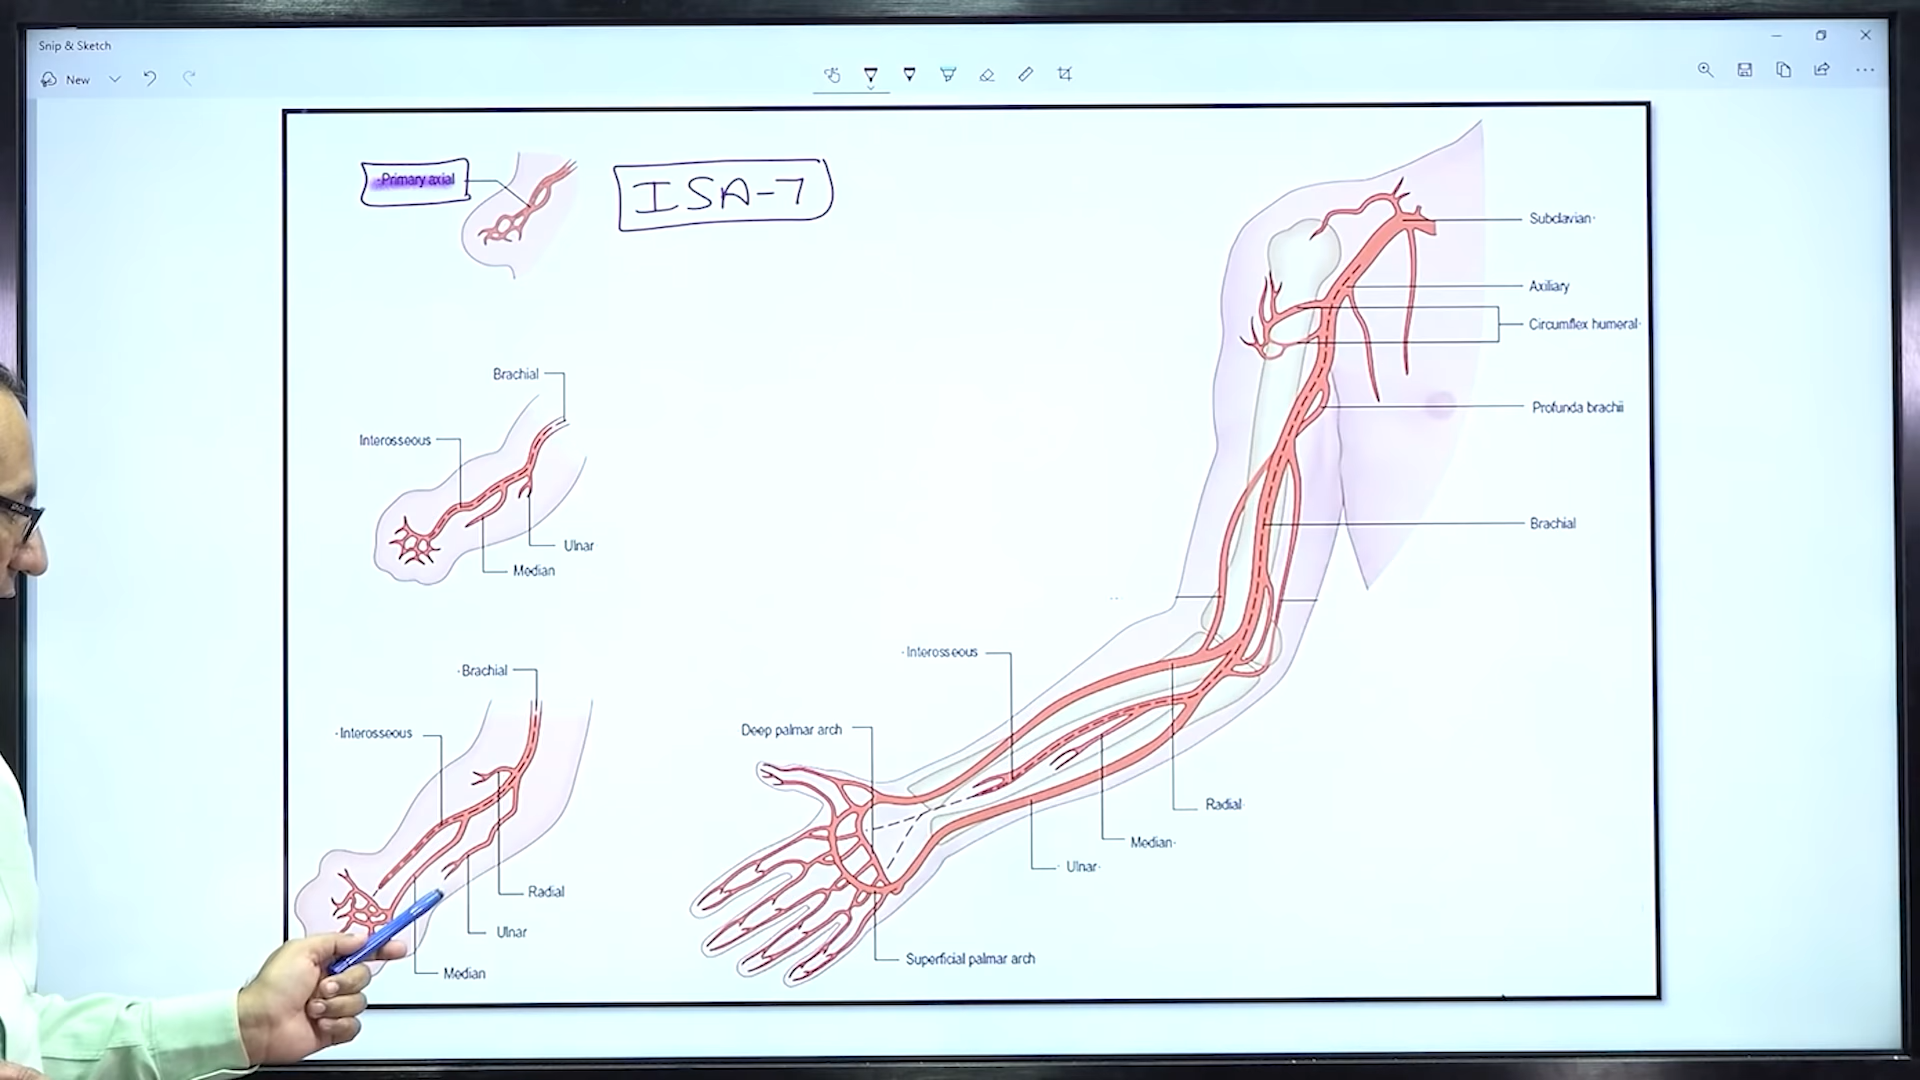 Snip & Sketch
New
Primary axial
ISA-7
Brachial
Interosseous
Ulnar
Median
Brachial
Interosseous
Radial
Ulnar
Median
Subclavian
Axiliary
Circumflex humeral
Profunda brachii
Brachial
Interosseous
Deep palmar arch
Radial
Median
Ulnar
Superficial palmar arch